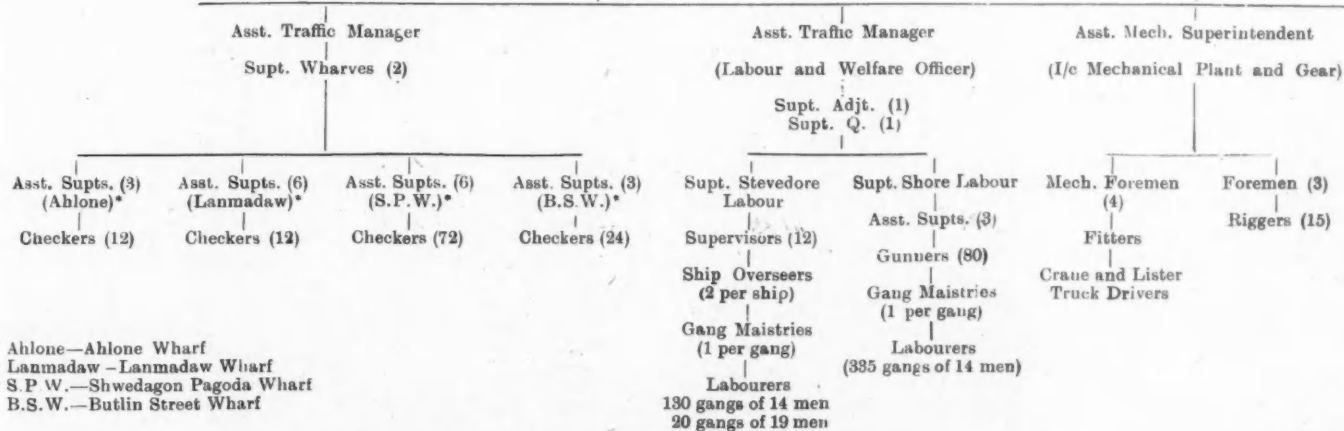 Asst. Traffic Manager
Supt. Wharves (2)
Asst. Supts. (3)
(Ahlone)*
Checkers (12)
Asst. Supts. (6)
(Lanmadaw)*
Checkers (12)
Asst. Supts. (6)
(S.P.W.)*
Checkers (72)
Asst. Supts. (3)
(B.S.W.)*
Checkers (24)
Asst. Traffic Manager
(Labour and Welfare Officer)
Supt. Adjt. (1)
Supt. Q. (1)
Supt. Stevedore
Labour
Supervisors (12)
Ship Overseers
(2 per ship)
Gang Maistries
(1 per gang)
Labourers
130 gangs of 14 men
20 gangs of 19 men
Supt. Shore Labour
Asst. Supts. (3)
Gunners (80)
Gang Maistries
(1 per gang)
Labourers
(335 gangs of 14 men)
Asst. Mech. Superintendent
(I/c Mechanical Plant and Gear)
Mech. Foremen
(4)
Fitters
Crane and Lister
Truck Drivers
Foremen (3)
Riggers (15)
Ahlone—Ahlone Wharf
Lanmadaw—Lanmadaw Wharf
S.P W.—Shwedagon Pagoda Wharf
B.S.W.—Butlin Street Wharf